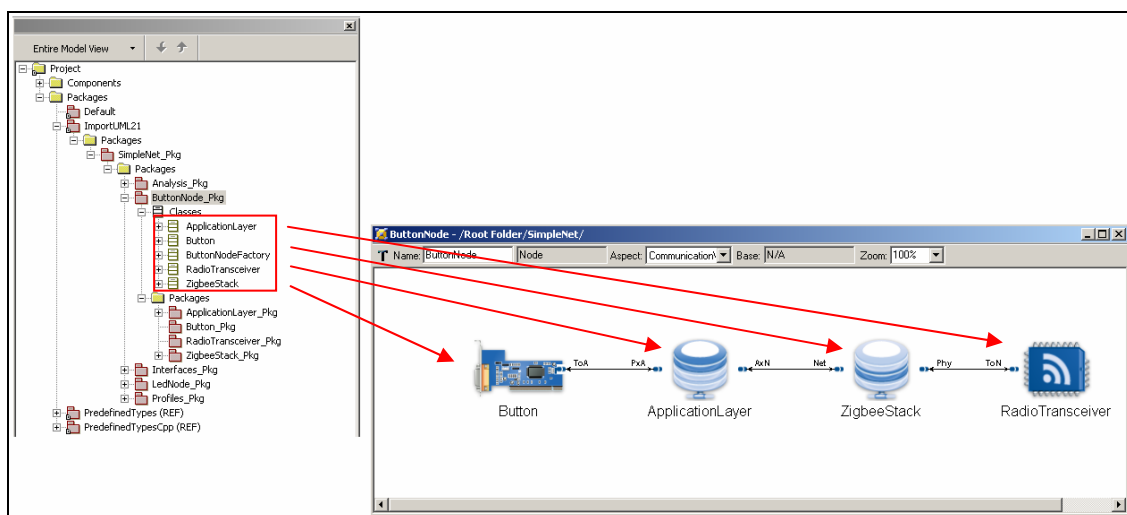 Entire Model View
Project
Components
Packages
Default
ImportUML21
Packages
SimpleNet_Pkg
Packages
Analysis_Pkg
ButtonNode_Pkg
Classes
ApplicationLayer
Button
ButtonNodeFactory
RadioTransceiver
ZigbeeStack
Packages
ApplicationLayer_Pkg
Button_Pkg
RadioTransceiver_Pkg
ZigbeeStack_Pkg
Interfaces_Pkg
LedNode_Pkg
Profiles_Pkg
PredefinedTypes (REF)
PredefinedTypesCpp (REF)
ButtonNode - /Root Folder/SimpleNet/
Name: ButtonNode Node Aspect: Communication Base: N/A Zoom: 100%
ToA PxA AxN Net Phy ToN
Button ApplicationLayer ZigbeeStack RadioTransceiver